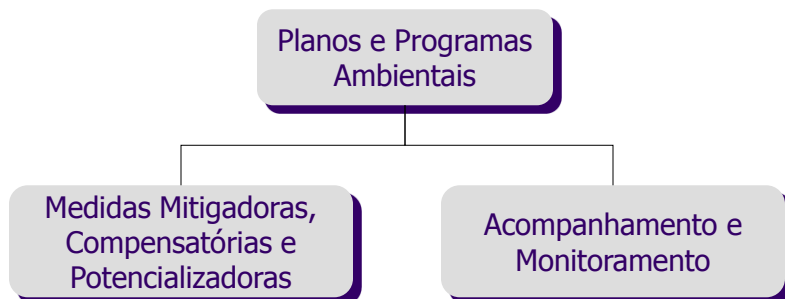 Planos e Programas
Ambientais
Medidas Mitigadoras,
Compensatórias e
Potencializadoras
Acompanhamento e
Monitoramento